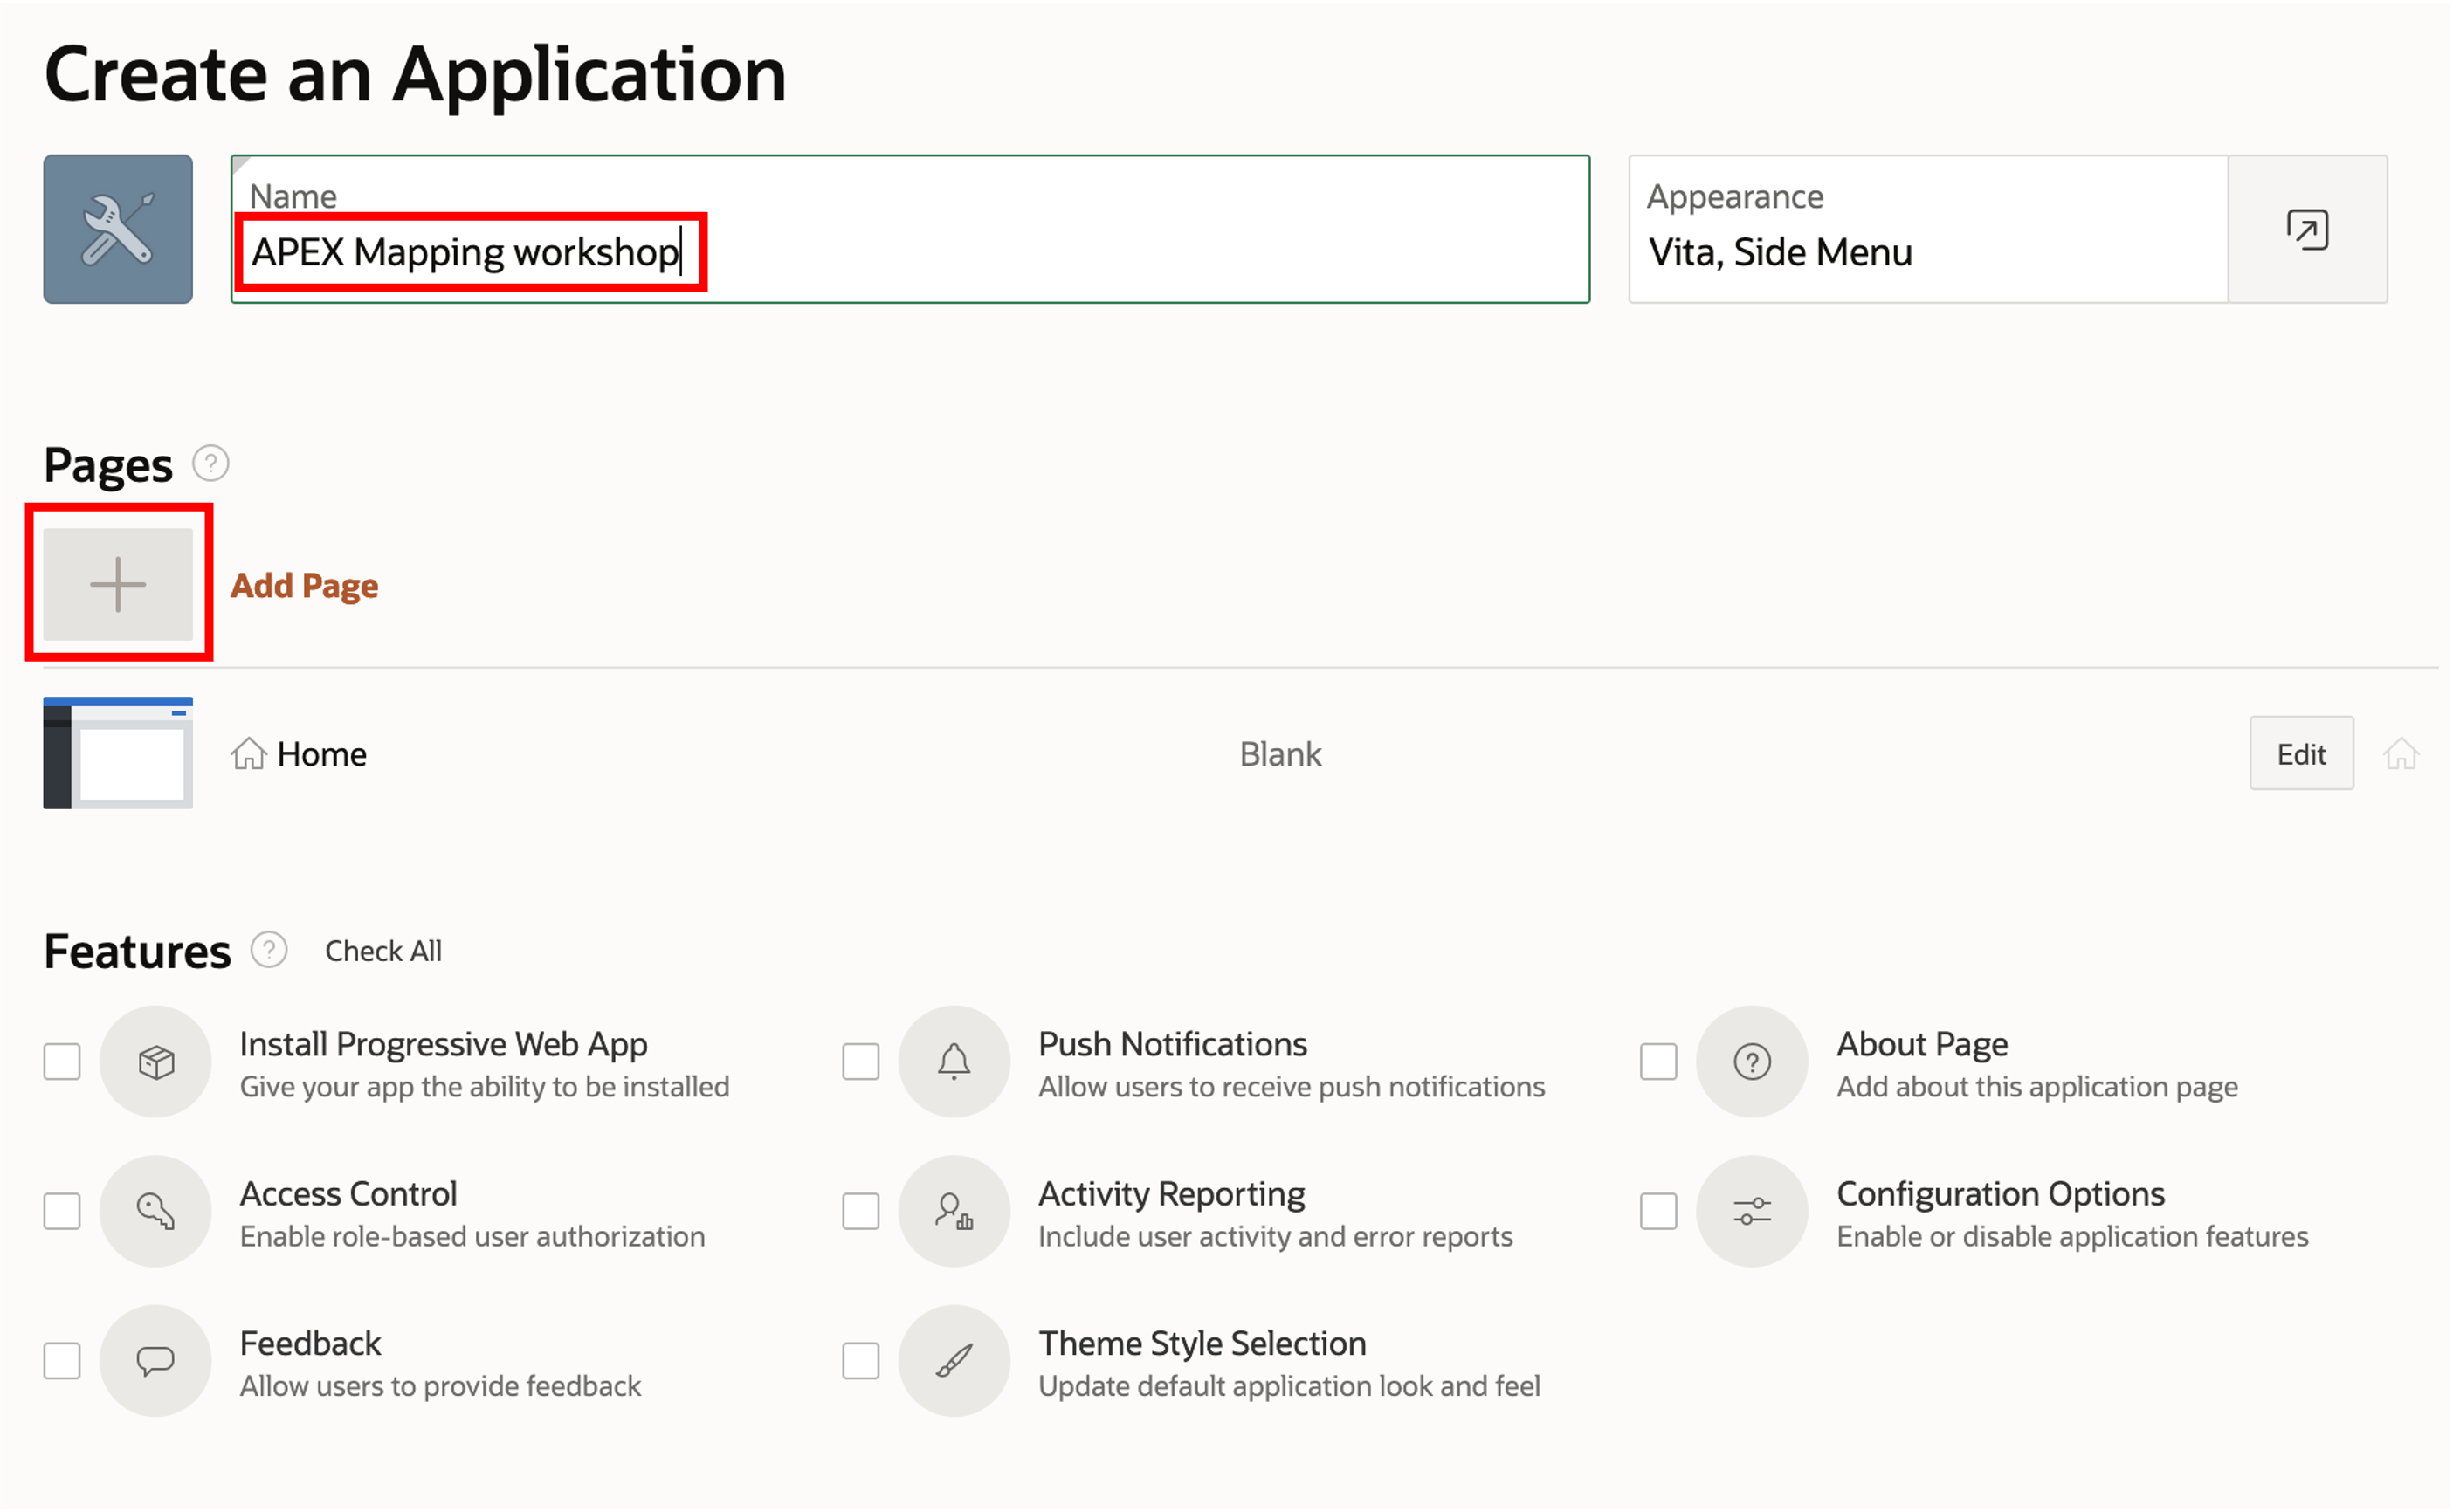 Create an Application
Name
APEX Mapping workshop
Appearance
Vita, Side Menu
Pages ?
Add Page
Home Blank Edit
Features ? Check All
Install Progressive Web App
Give your app the ability to be installed
Push Notifications
Allow users to receive push notifications
About Page
Add about this application page
Access Control
Enable role-based user authorization
Activity Reporting
Include user activity and error reports
Configuration Options
Enable or disable application features
Feedback
Allow users to provide feedback
Theme Style Selection
Update default application look and feel